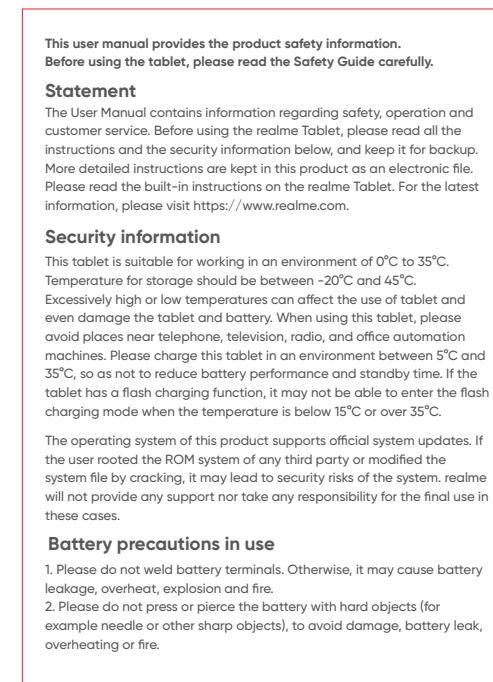 This user manual provides the product safety information.
Before using the tablet, please read the Safety Guide carefully.
Statement
The User Manual contains information regarding safety, operation and
customer service. Before using the realme Tablet, please read all the
instructions and the security information below, and keep it for backup.
More detailed instructions are kept in this product as an electronic file.
Please read the built-in instructions on the realme Tablet. For the latest
information, please visit https://www.realme.com.
Security information
This tablet is suitable for working in an environment of 0°C to 35°C.
Temperature for storage should be between -20°C and 45°C.
Excessively high or low temperatures can affect the use of tablet and
even damage the tablet and battery. When using this tablet, please
avoid places near telephone, television, radio, and office automation
machines. Please charge this tablet in an environment between 5°C and
35°C, so as not to reduce battery performance and standby time. If the
tablet has a flash charging function, it may not be able to enter the flash
charging mode when the temperature is below 15°C or over 35°C.
The operating system of this product supports official system updates. If
the user rooted the ROM system of any third party or modified the
system file by cracking, it may lead to security risks of the system. realme
will not provide any support nor take any responsibility for the final use in
these cases.
Battery precautions in use
1. Please do not weld battery terminals. Otherwise, it may cause battery
leakage, overheat, explosion and fire.
2. Please do not press or pierce the battery with hard objects (for
example needle or other sharp objects), to avoid damage, battery leak,
overheating or fire.